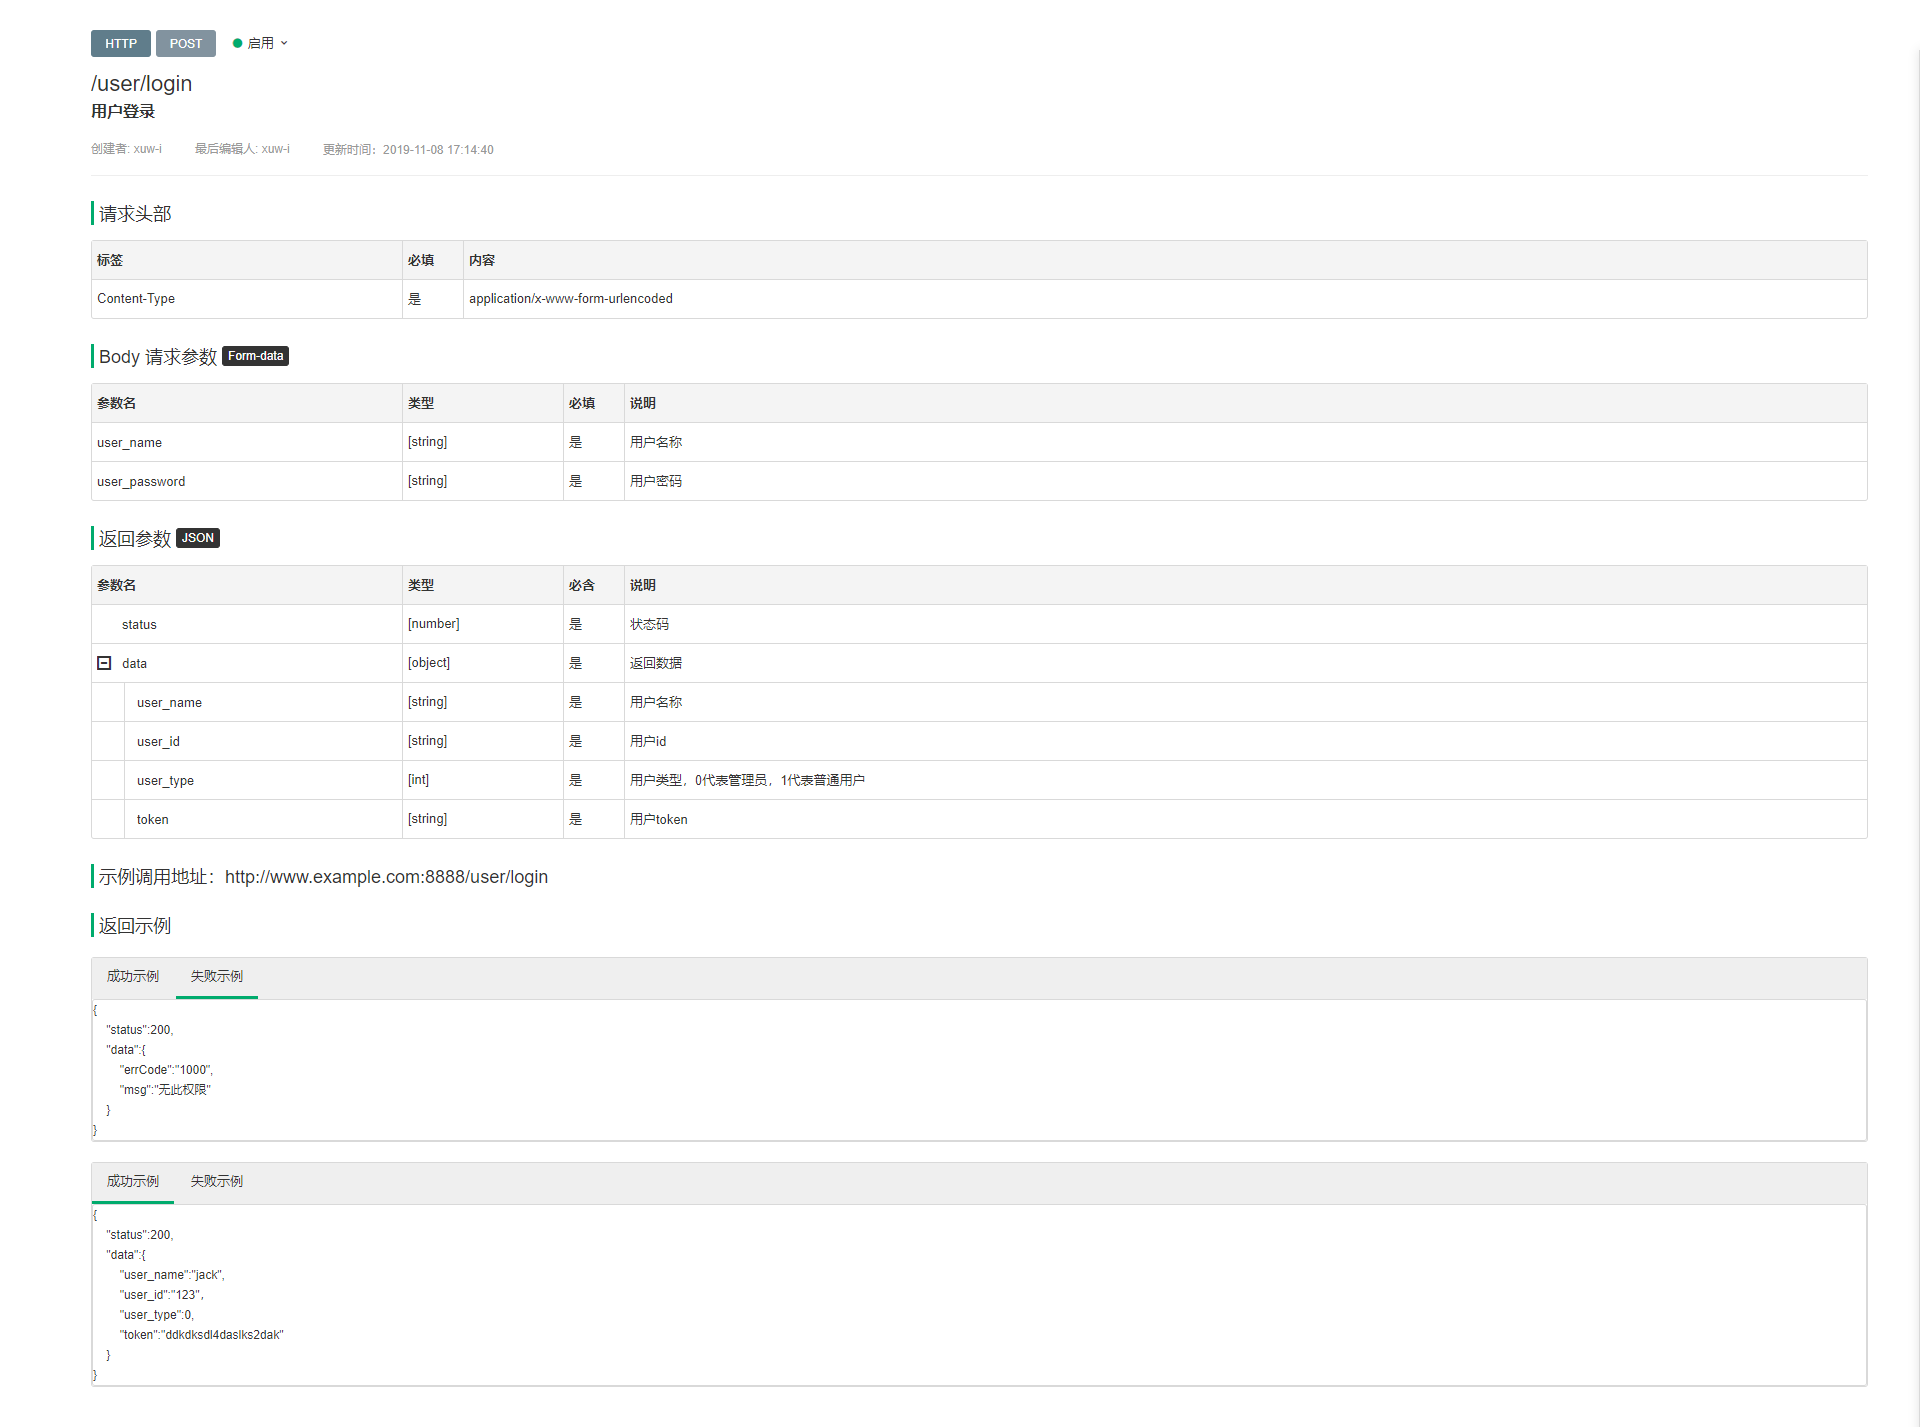 HTTP POST 启用
/user/login
用户登录
创建者: xuw-i 最后编辑人: xuw-i 更新时间：2019-11-08 17:14:40
请求头部
标签 必填 内容
Content-Type 是 application/x-www-form-urlencoded
Body 请求参数 Form-data
参数名 类型 必填 说明
user_name [string] 是 用户名称
user_password [string] 是 用户密码
返回参数 JSON
参数名 类型 必含 说明
status [number] 是 状态码
data [object] 是 返回数据
user_name [string] 是 用户名称
user_id [string] 是 用户id
user_type [int] 是 用户类型，0代表管理员，1代表普通用户
token [string] 是 用户token
示例调用地址：http://www.example.com:8888/user/login
返回示例
成功示例 失败示例
{
"status":200,
"data":{
"errCode":"1000",
"msg":"无此权限"
}
}
成功示例 失败示例
{
"status":200,
"data":{
"user_name":"jack",
"user_id":"123",
"user_type":0,
"token":"ddkdksdl4daslks2dak"
}
}